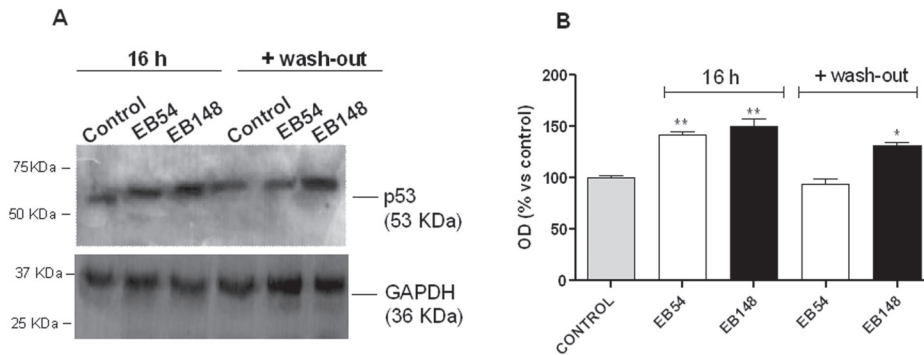 A
16 h
+ wash-out
Control
EB54
EB148
Control
EB54
EB148
75KDa
50 KDa
p53
(53 KDa)
37 KDa
25 KDa
GAPDH
(36 KDa)
B
OD (% vs control)
200
150
100
50
0
16 h
+ wash-out
**
**
*
CONTROL
EB54
EB148
EB54
EB148